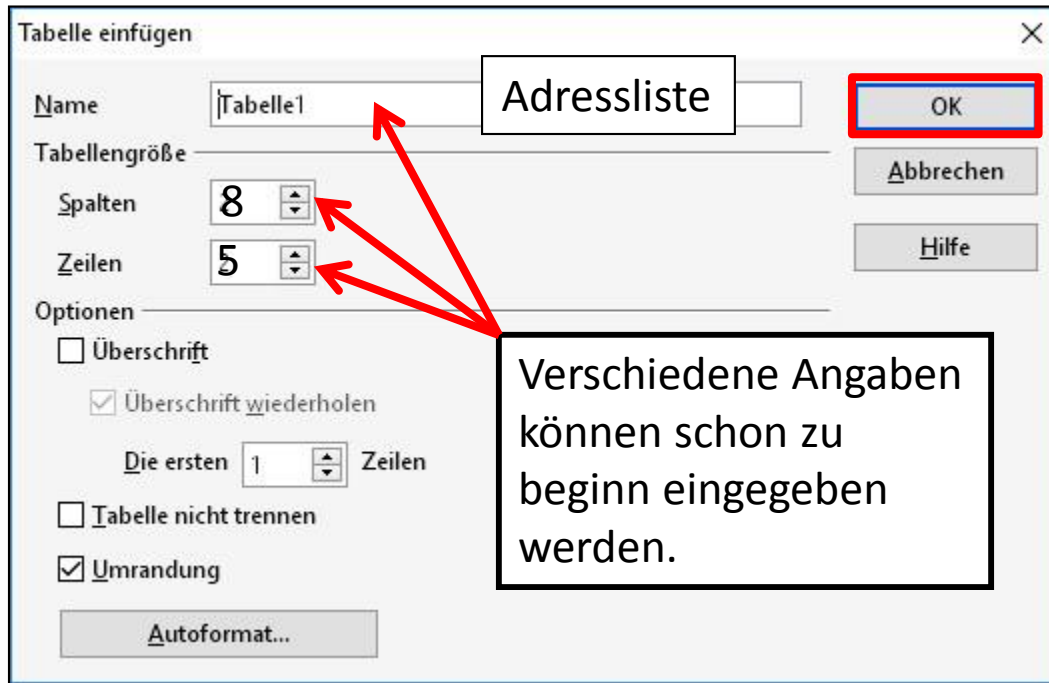 Tabelle einfügen
Name Tabelle1 Adressliste OK
Tabellengröße
Abbrechen
Spalten 8
Zeilen 5
Hilfe
Optionen
Überschrift
Überschrift wiederholen
Die ersten 1 Zeilen
Tabelle nicht trennen
Umrandung
Autoformat...
Verschiedene Angaben
können schon zu
beginn eingegeben
werden.